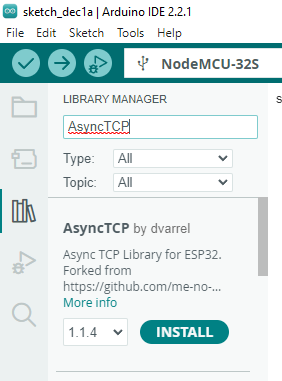 sketch_dec1a | Arduino IDE 2.2.1
File Edit Sketch Tools Help
NodeMCU-32S
LIBRARY MANAGER
s
AsyncTCP
Type: All
Topic: All
AsyncTCP by dvarrel
Async TCP Library for ESP32.
Forked from
https://github.com/me-no-...
More info
1.1.4 INSTALL